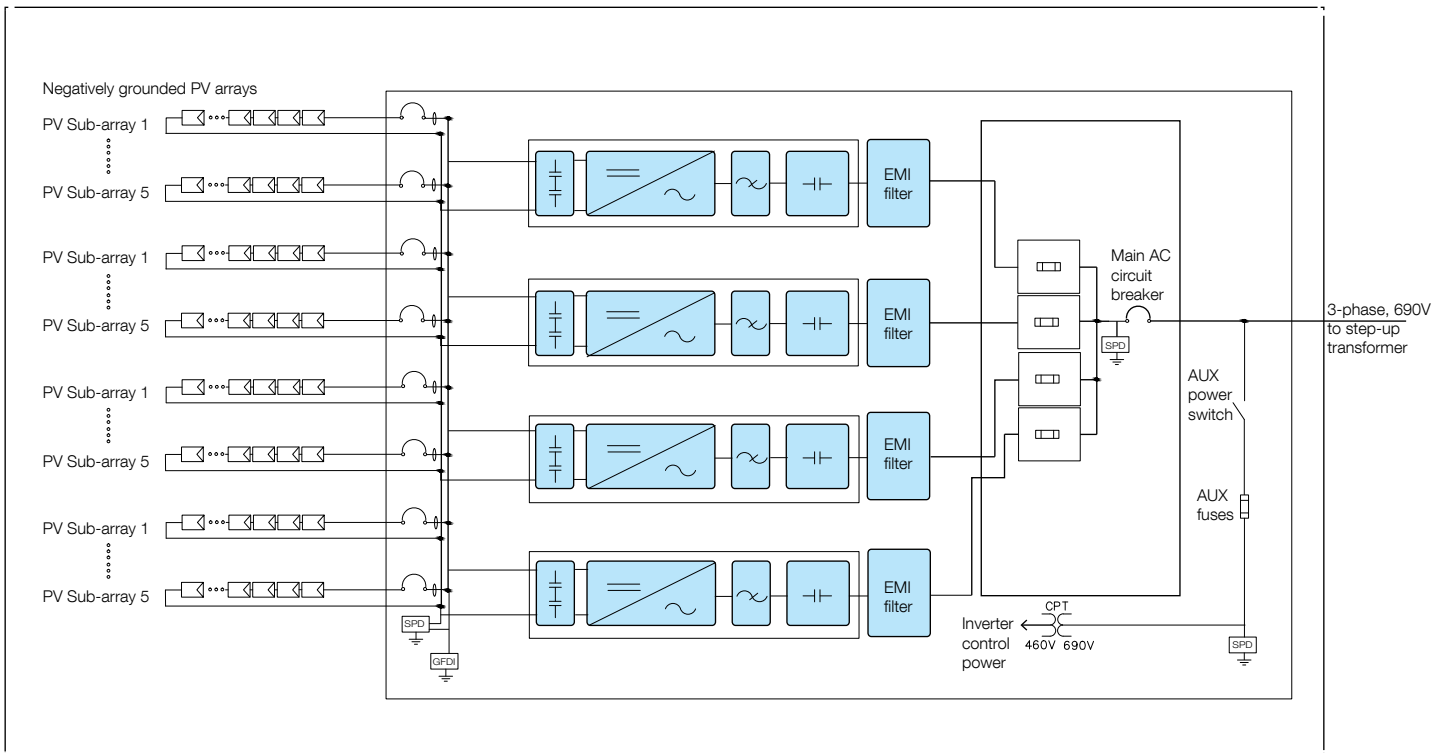 Negatively grounded PV arrays
PV Sub-array 1
PV Sub-array 5
PV Sub-array 1
PV Sub-array 5
PV Sub-array 1
PV Sub-array 5
PV Sub-array 1
PV Sub-array 5
SPD
GFDI
EMI
filter
EMI
filter
EMI
filter
EMI
filter
Main AC
circuit
breaker
SPD
3-phase, 690V
to step-up
transformer
AUX
power
switch
AUX
fuses
CPT
Inverter
control
power
460V 690V
SPD